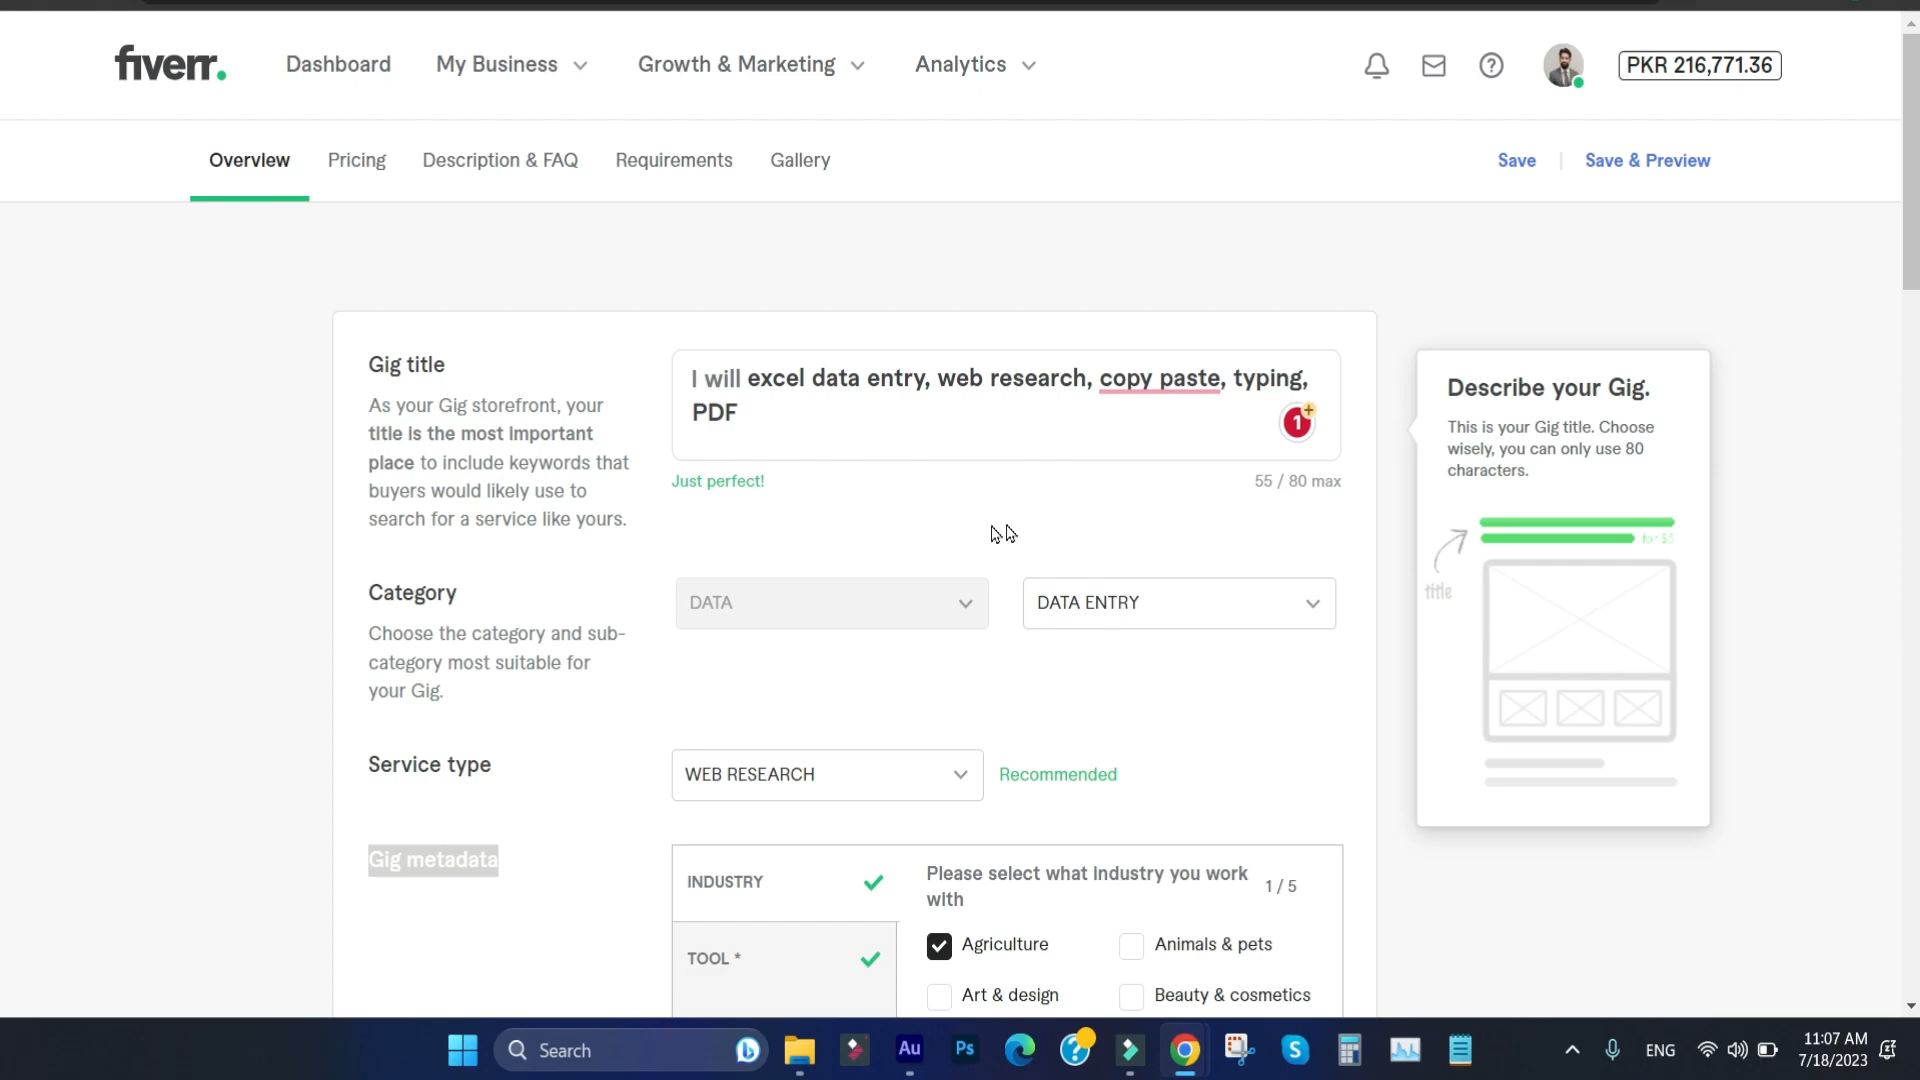 fiverr.
Dashboard
My Business
Growth & Marketing
Analytics
PKR 216,771.36
Overview
Pricing
Description & FAQ
Requirements
Gallery
Save
Save & Preview
Gig title
As your Gig storefront, your
title is the most important
place to include keywords that
buyers would likely use to
search for a service like yours.
I will excel data entry, web research, copy paste, typing,
PDF
1
Just perfect!
55 / 80 max
Describe your Gig.
This is your Gig title. Choose
wisely, you can only use 80
characters.
for $5
title
Category
Choose the category and sub-
category most suitable for
your Gig.
DATA
DATA ENTRY
Service type
WEB RESEARCH
Recommended
Gig metadata
INDUSTRY
TOOL *
Please select what industry you work
with
1 / 5
Agriculture
Animals & pets
Art & design
Beauty & cosmetics
Search
Au
Ps
ENG
11:07 AM
7/18/2023